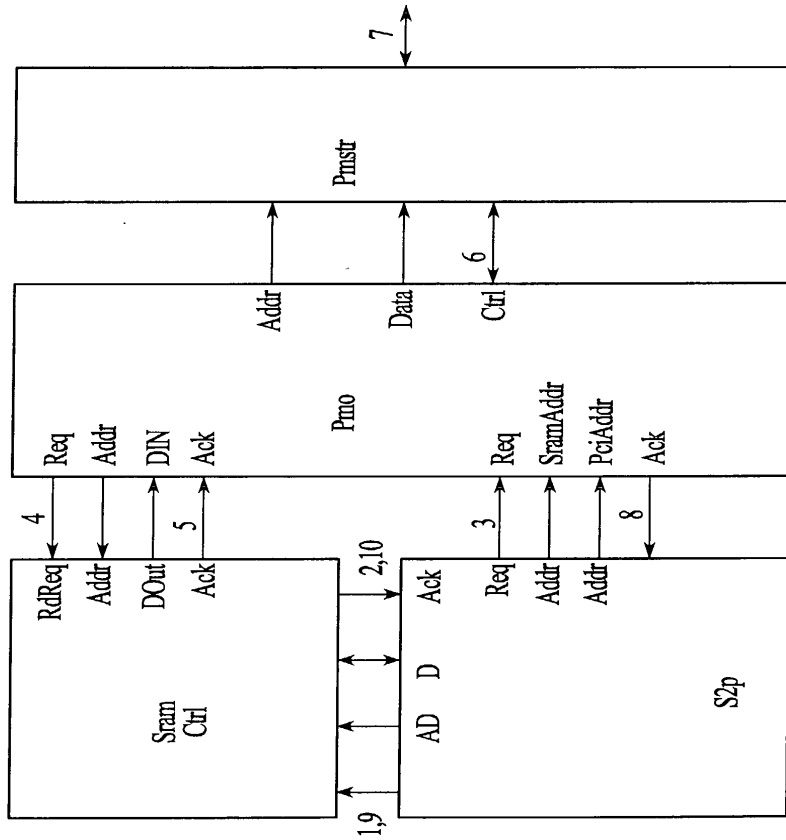 Sram
Ctrl
RdReq
Addr
DOut
Ack
4
5
Req
Addr
DIN
Ack
Pmo
Addr
Data
Ctrl
6
Pmstr
7
1,9
2,10
AD
D
Ack
Req
Addr
Addr
S2p
3
8
Req
SramAddr
PciAddr
Ack